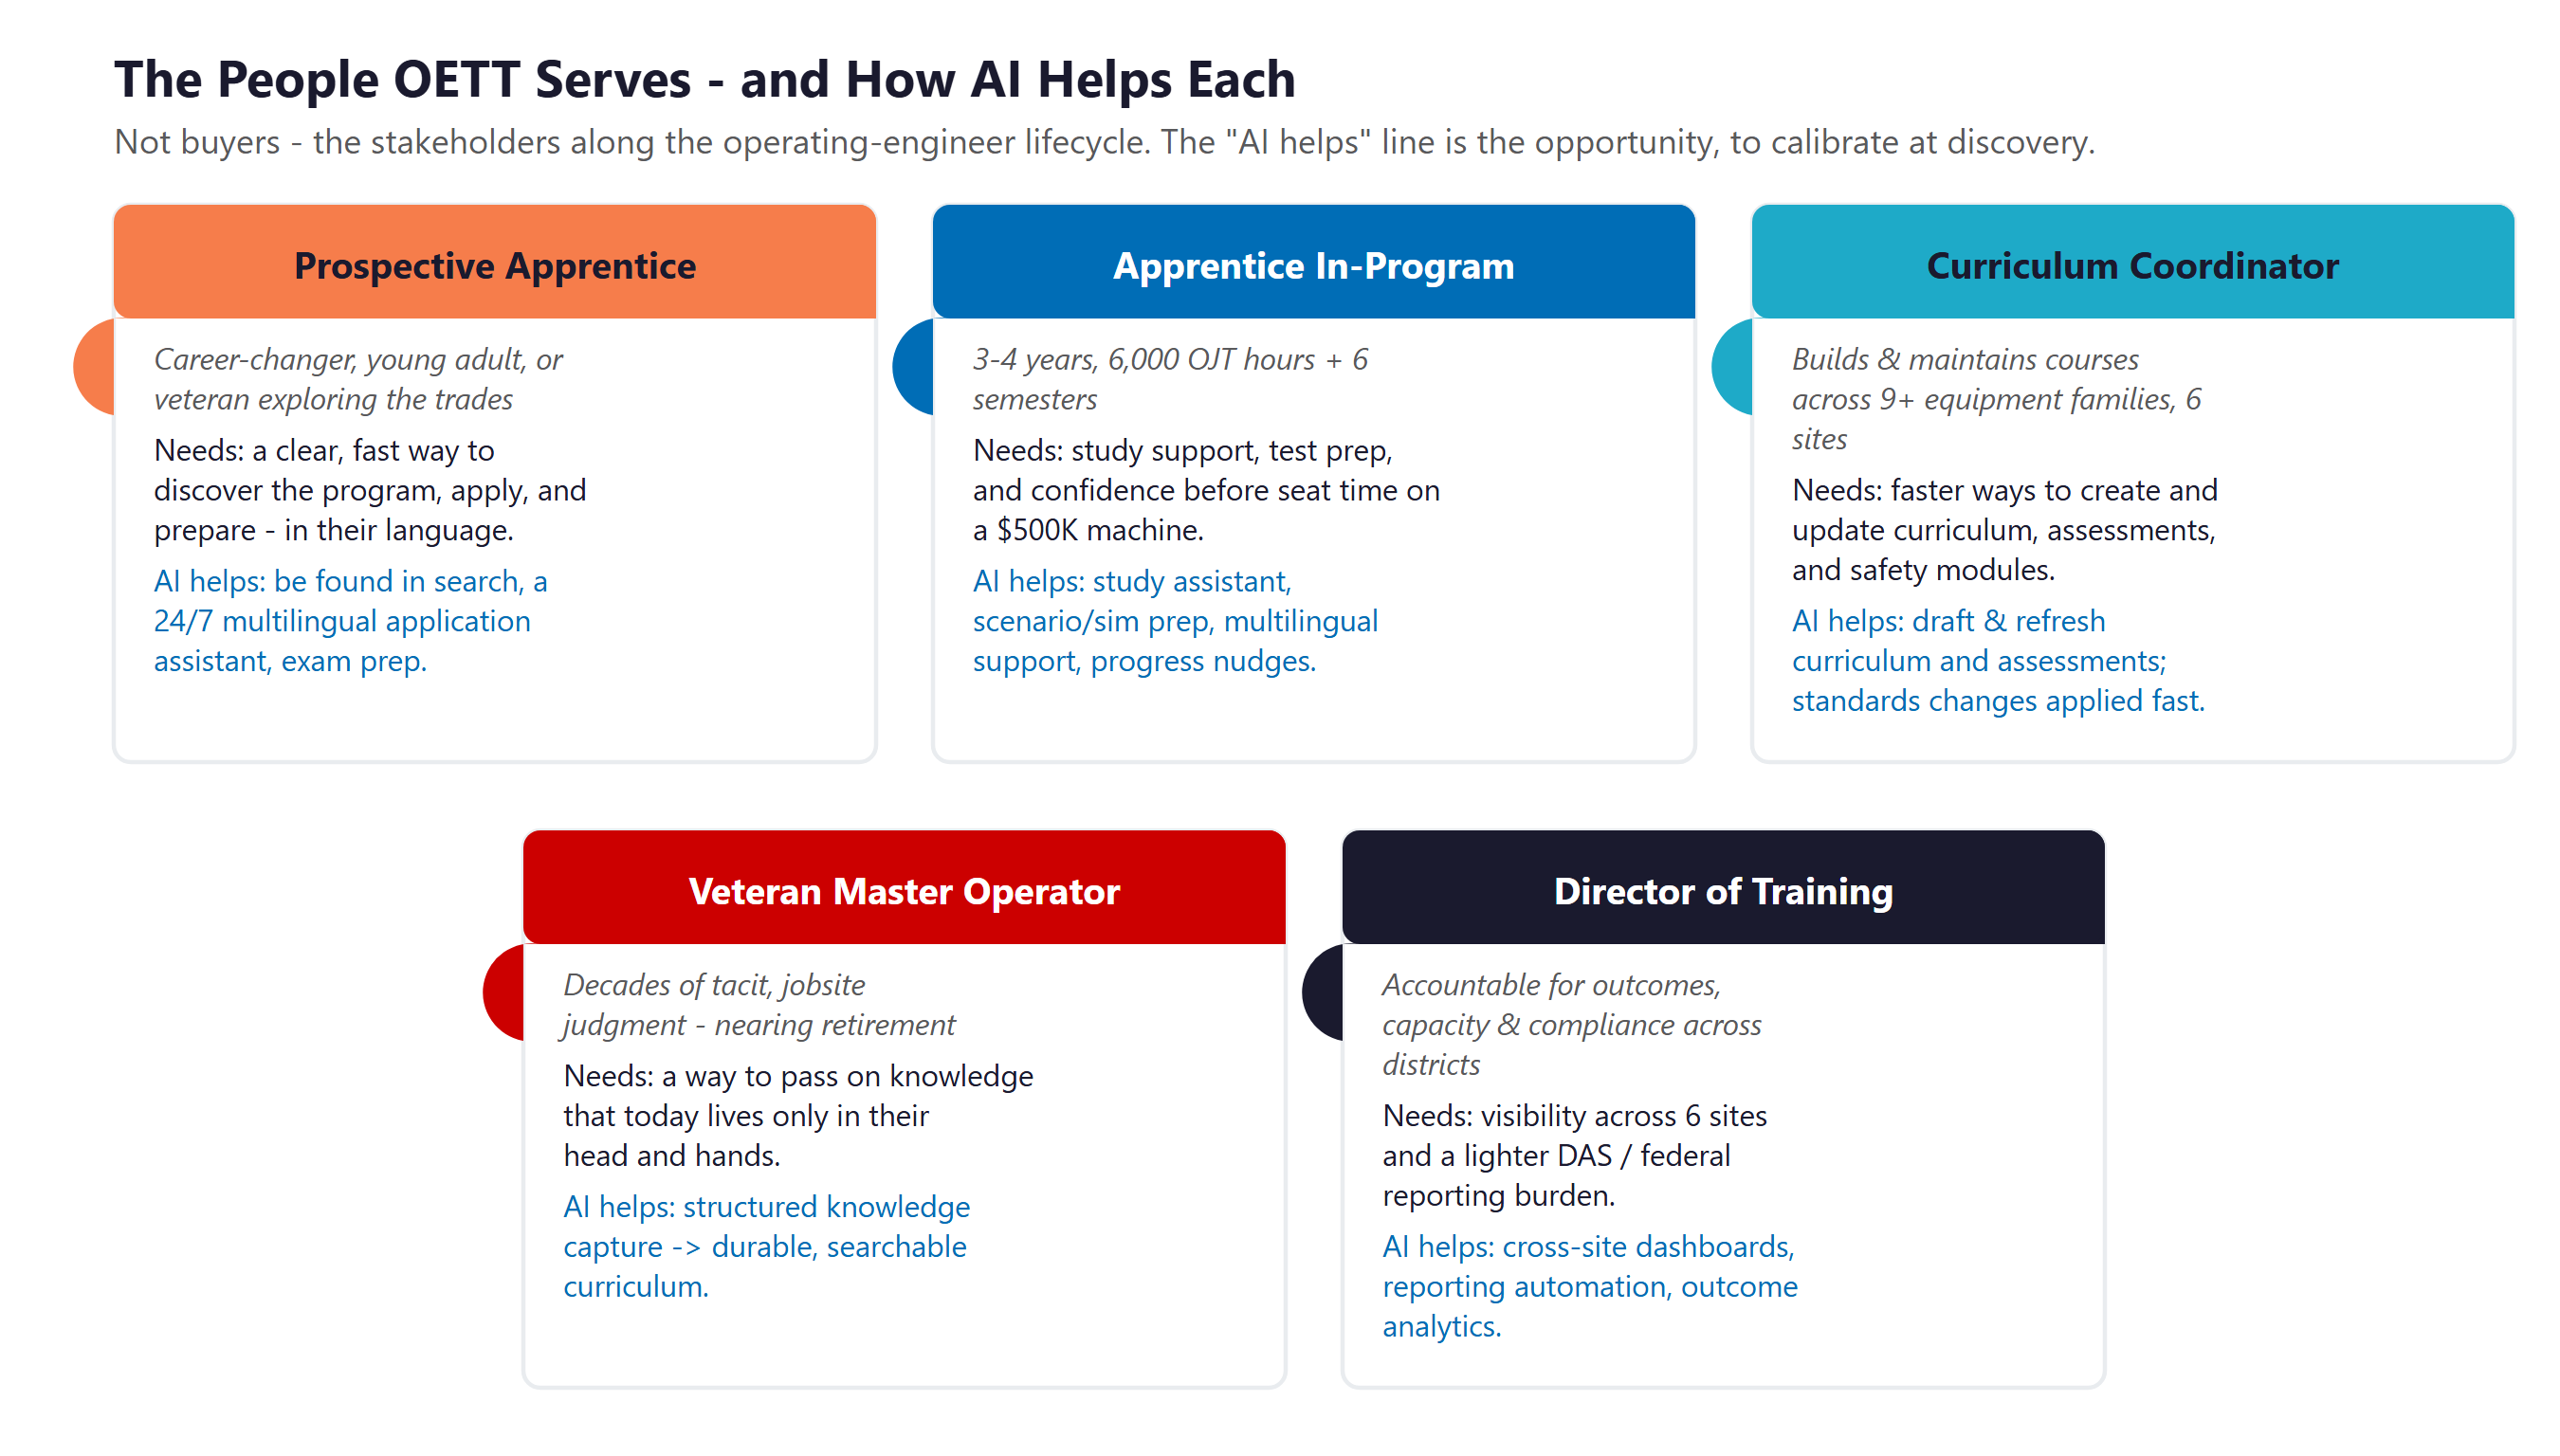 The People OETT Serves - and How AI Helps Each
Not buyers - the stakeholders along the operating-engineer lifecycle. The "AI helps" line is the opportunity, to calibrate at discovery.
Prospective Apprentice
Career-changer, young adult, or
veteran exploring the trades
Needs: a clear, fast way to
discover the program, apply, and
prepare - in their language.
AI helps: be found in search, a
24/7 multilingual application
assistant, exam prep.
Apprentice In-Program
3-4 years, 6,000 OJT hours + 6
semesters
Needs: study support, test prep,
and confidence before seat time on
a $500K machine.
AI helps: study assistant,
scenario/sim prep, multilingual
support, progress nudges.
Curriculum Coordinator
Builds & maintains courses
across 9+ equipment families, 6
sites
Needs: faster ways to create and
update curriculum, assessments,
and safety modules.
AI helps: draft & refresh
curriculum and assessments;
standards changes applied fast.
Veteran Master Operator
Decades of tacit, jobsite
judgment - nearing retirement
Needs: a way to pass on knowledge
that today lives only in their
head and hands.
AI helps: structured knowledge
capture -> durable, searchable
curriculum.
Director of Training
Accountable for outcomes,
capacity & compliance across
districts
Needs: visibility across 6 sites
and a lighter DAS / federal
reporting burden.
AI helps: cross-site dashboards,
reporting automation, outcome
analytics.